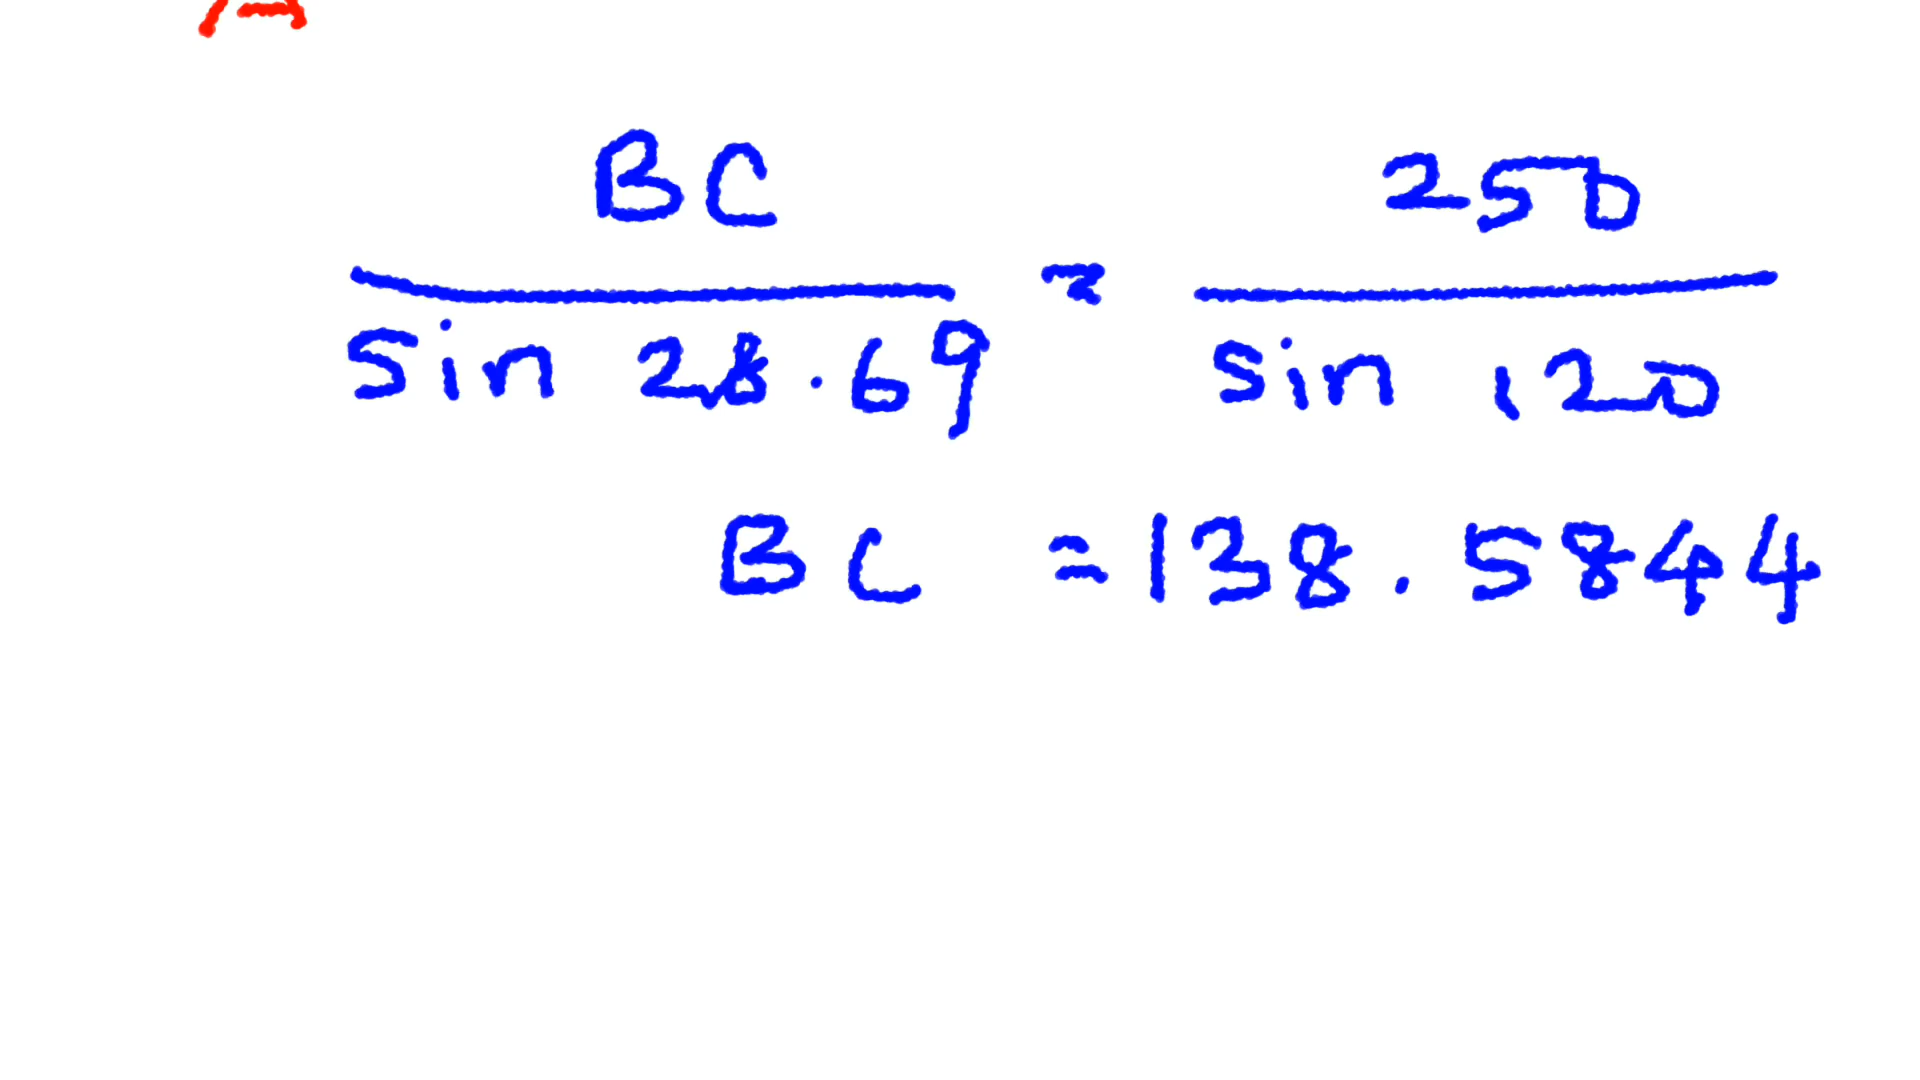 BC / sin 28.69 = 250 / sin 120
BC = 138.5844